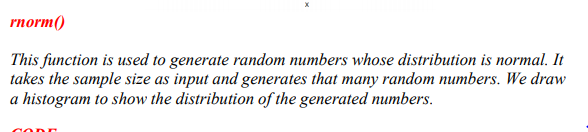 x
rnorm()
This function is used to generate random numbers whose distribution is normal. It
takes the sample size as input and generates that many random numbers. We draw
a histogram to show the distribution of the generated numbers.